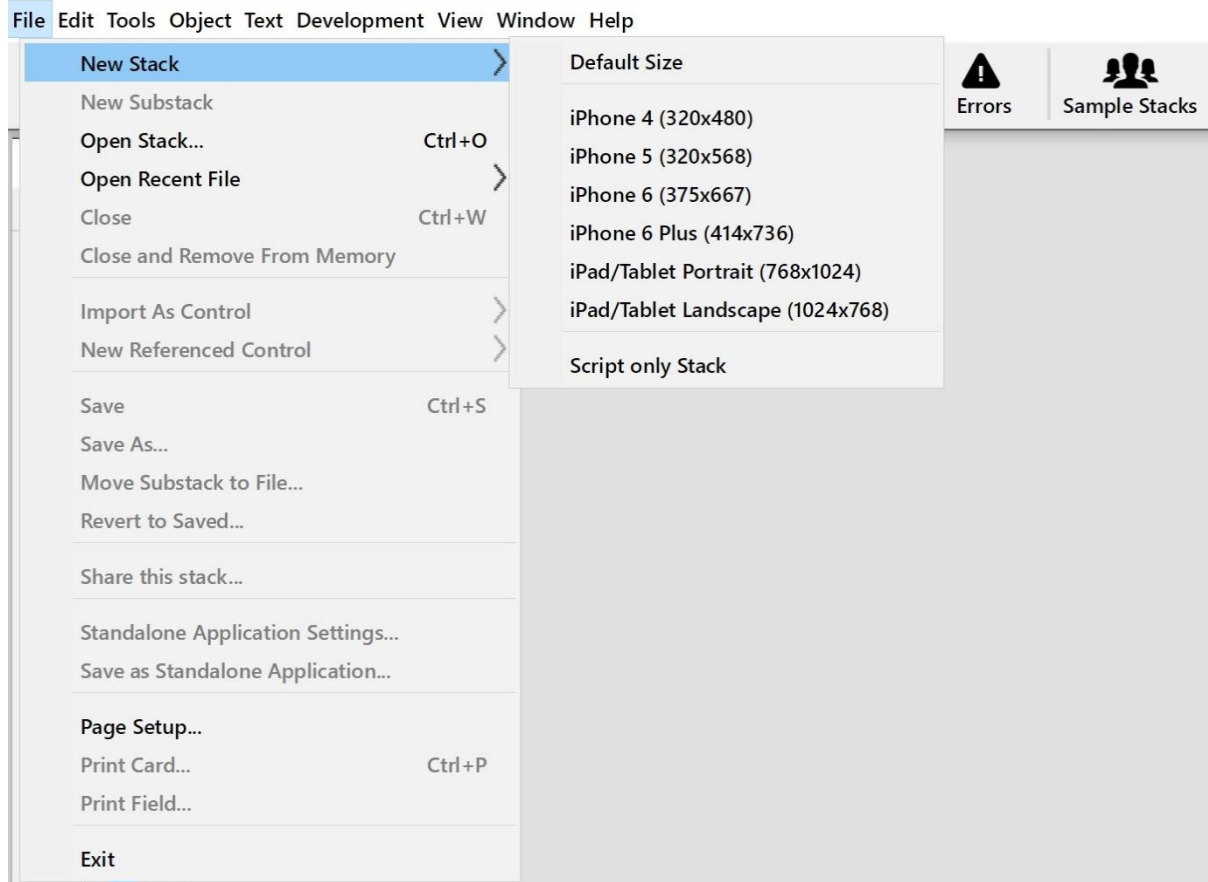 File Edit Tools Object Text Development View Window Help
New Stack
New Substack
Open Stack... Ctrl+O
Open Recent File
Close Ctrl+W
Close and Remove From Memory
Import As Control
New Referenced Control
Save Ctrl+S
Save As...
Move Substack to File...
Revert to Saved...
Share this stack...
Standalone Application Settings...
Save as Standalone Application...
Page Setup...
Print Card... Ctrl+P
Print Field...
Exit
Default Size
iPhone 4 (320x480)
iPhone 5 (320x568)
iPhone 6 (375x667)
iPhone 6 Plus (414x736)
iPad/Tablet Portrait (768x1024)
iPad/Tablet Landscape (1024x768)
Script only Stack
Errors
Sample Stacks